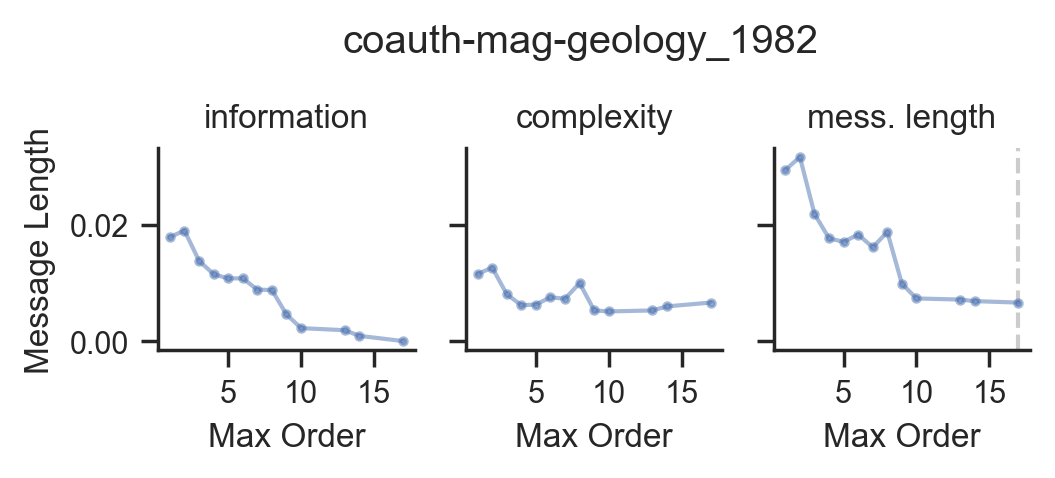 coauth-mag-geology_1982
information complexity mess. length
Message Length
0.02
0.00
5 10 15 5 10 15 5 10 15
Max Order Max Order Max Order